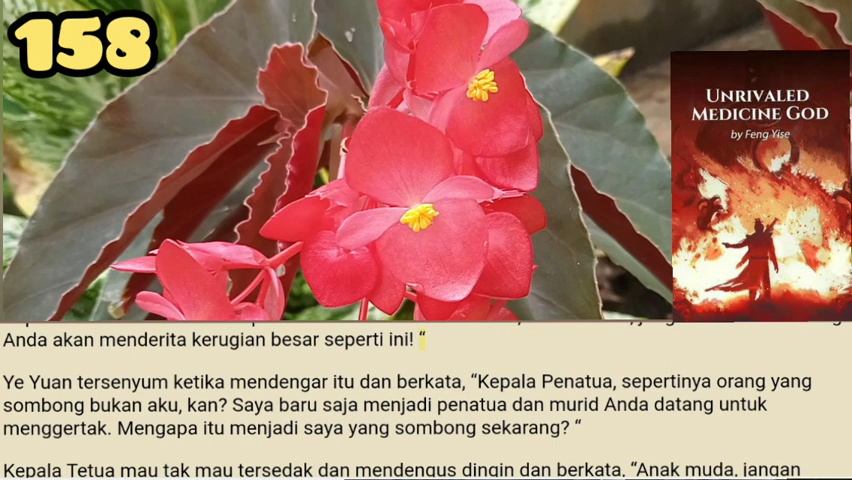 158
UNRIVALED
MEDICINE GOD
by Feng Yise
Anda akan menderita kerugian besar seperti ini! “
Ye Yuan tersenyum ketika mendengar itu dan berkata, “Kepala Penatua, sepertinya orang yang
sombong bukan aku, kan? Saya baru saja menjadi penatua dan murid Anda datang untuk
menggertak. Mengapa itu menjadi saya yang sombong sekarang? “
Kepala Tetua mau tak mau tersedak dan mendengus dingin dan berkata, “Anak muda, jangan